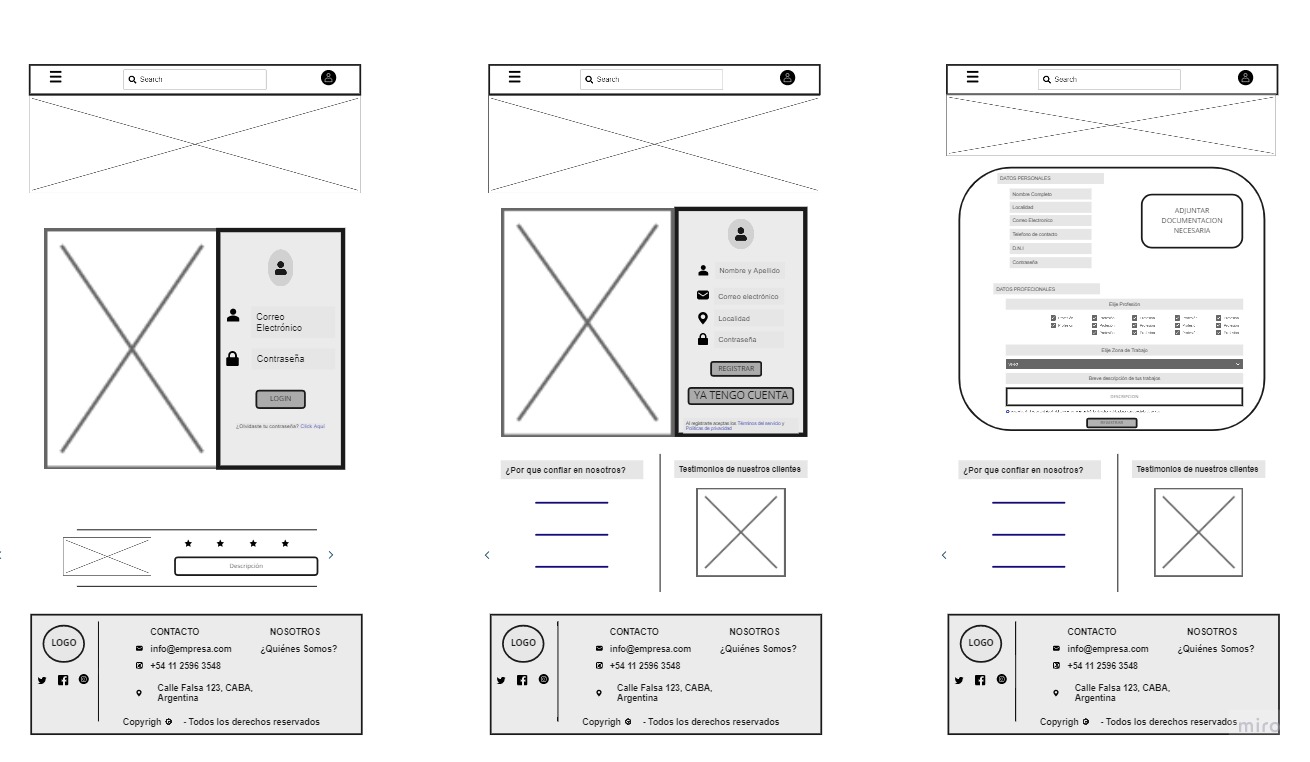 Search
Correo
Electrónico
Contraseña
LOGIN
¿Olvidaste tu contraseña? Click Aquí
Descripción
LOGO
CONTACTO
NOSOTROS
info@empresa.com
¿Quiénes Somos?
+54 11 2596 3548
Calle Falsa 123, CABA,
Argentina
Copyrigh - Todos los derechos reservados
Search
Nombre y Apellido
Correo electrónico
Localidad
Contraseña
REGISTRAR
YA TENGO CUENTA
Al registrarte aceptas los Términos del servicio y
Políticas de privacidad
¿Por que confiar en nosotros?
Testimonios de nuestros clientes
LOGO
CONTACTO
NOSOTROS
info@empresa.com
¿Quiénes Somos?
+54 11 2596 3548
Calle Falsa 123, CABA,
Argentina
Copyrigh - Todos los derechos reservados
Search
DATOS PERSONALES
Nombre Completo
Localidad
Correo Electronico
Telefono de contacto
D.N.I
Contraseña
ADJUNTAR
DOCUMENTACION
NECESARIA
DATOS PROFECIONALES
Elije Profesión
Elije Zona de Trabajo
Breve descripción de tus trabajos
DESCRIPCION
REGISTRAR
¿Por que confiar en nosotros?
Testimonios de nuestros clientes
LOGO
CONTACTO
NOSOTROS
info@empresa.com
¿Quiénes Somos?
+54 11 2596 3548
Calle Falsa 123, CABA,
Argentina
Copyrigh - Todos los derechos reservados
miro